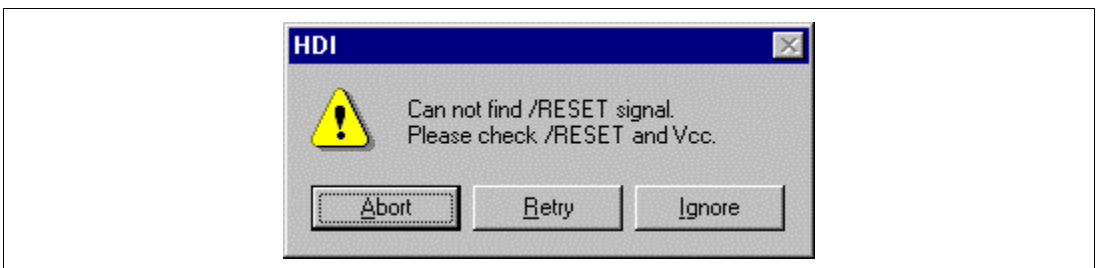 HDI
Can not find /RESET signal.
Please check /RESET and Vcc.
Abort Retry Ignore